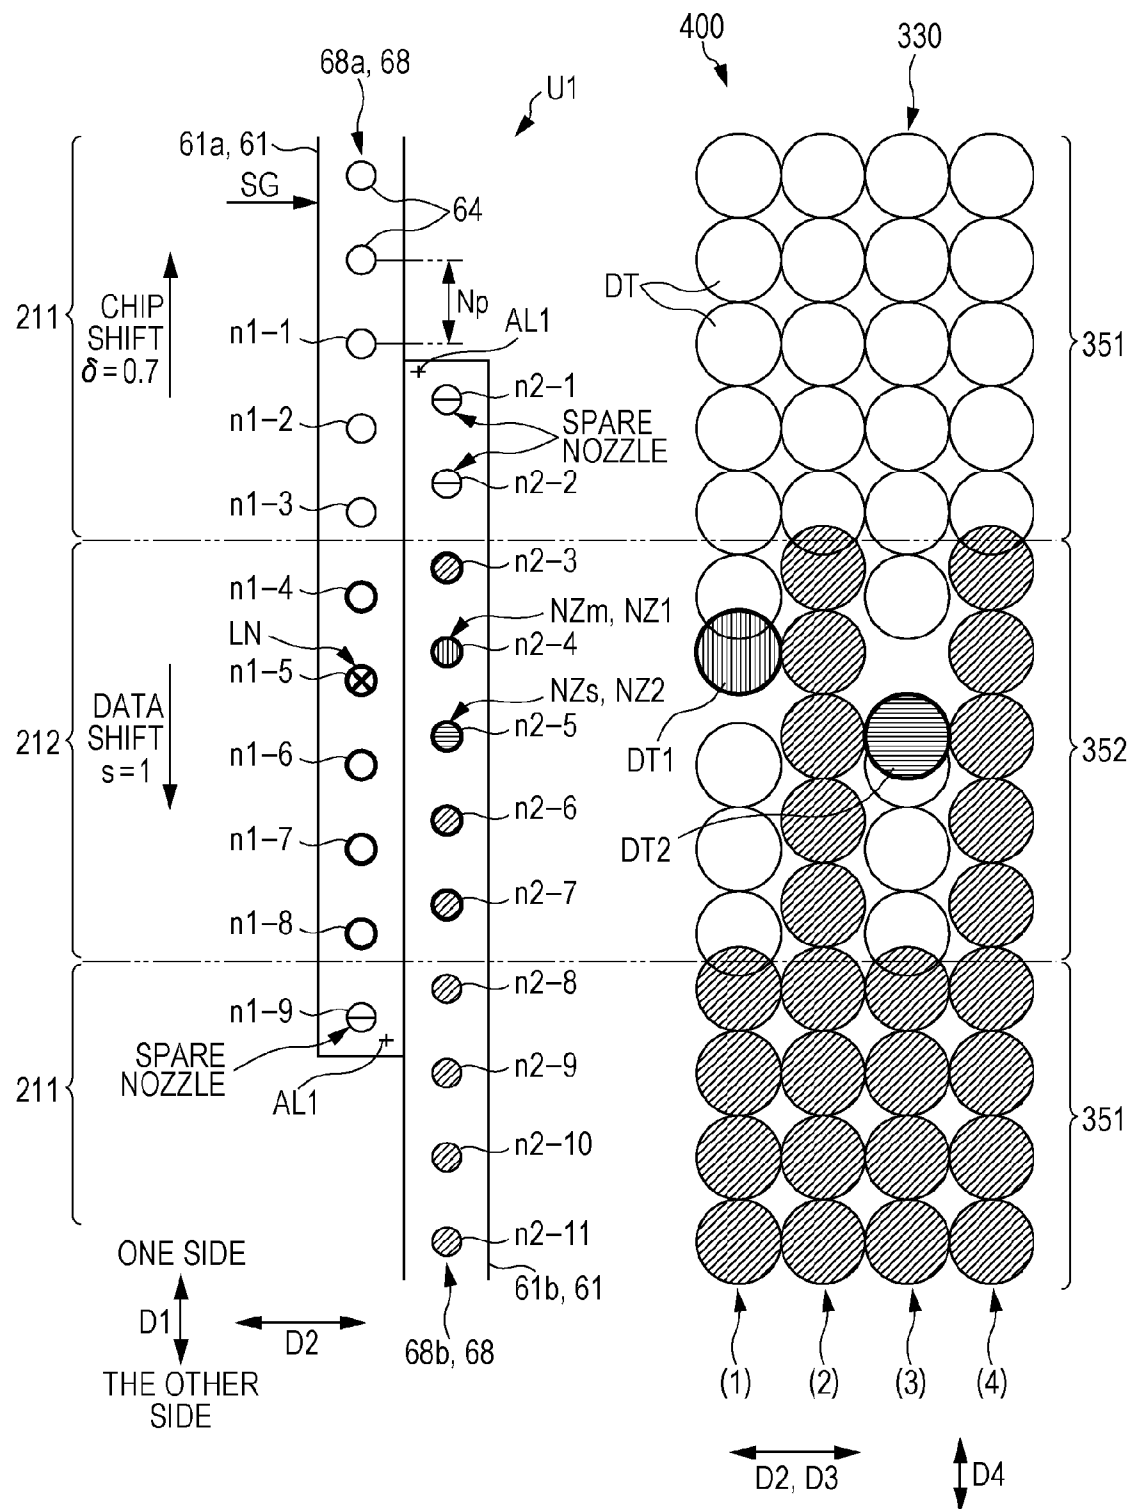 400
330
68a, 68
U1
61a, 61
SG
64
DT
Np
AL1
211
CHIP
SHIFT
δ=0.7
n1-1
351
n2-1
SPARE
NOZZLE
n1-2
n2-2
n1-3
n2-3
n1-4
NZm, NZ1
LN
n2-4
n1-5
NZs, NZ2
DATA
SHIFT
s=1
212
n2-5
DT1
352
n1-6
n2-6
DT2
n1-7
n2-7
n1-8
n2-8
n1-9
SPARE
NOZZLE
n2-9
211
AL1
351
n2-10
n2-11
ONE SIDE
61b, 61
D1
D2
68b, 68
THE OTHER
SIDE
(1)
(2)
(3)
(4)
D2, D3
D4